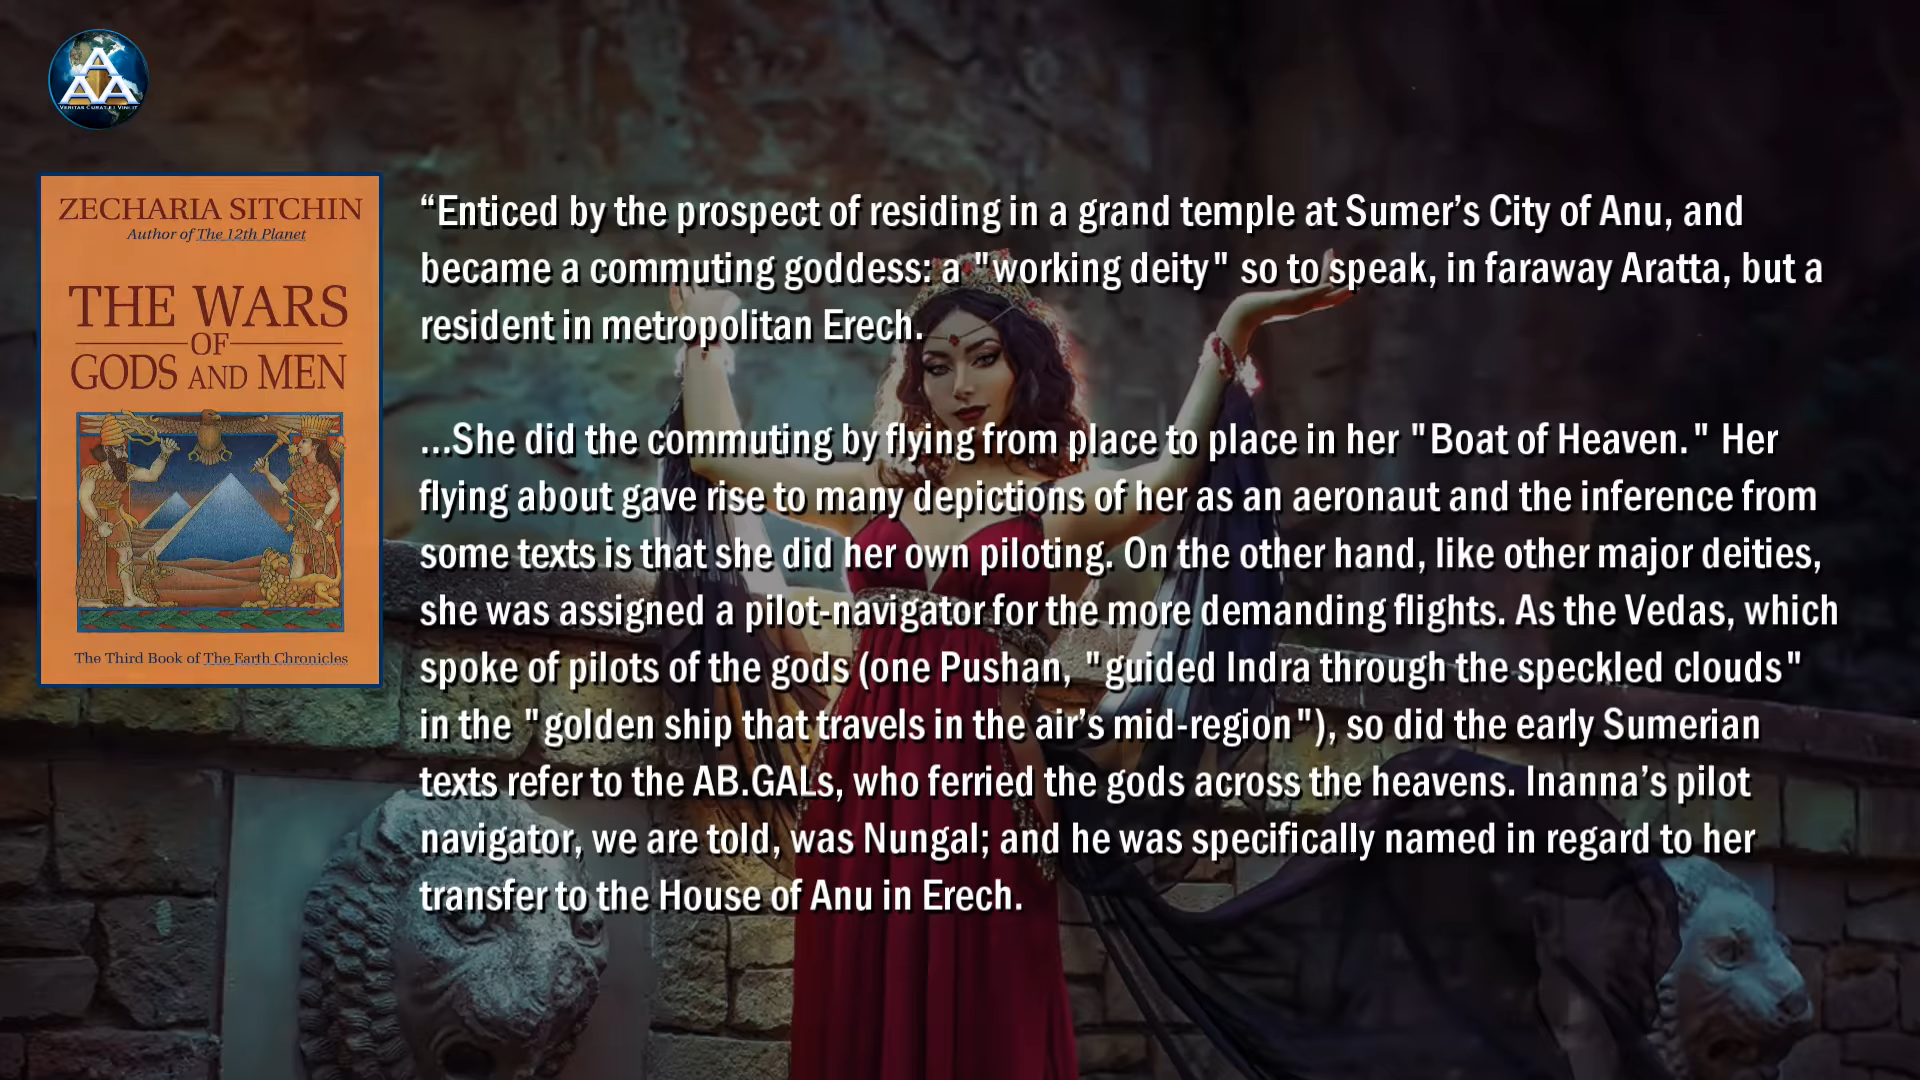 AAA
ZECHARIA SITCHIN
Author of The 12th Planet
THE WARS
OF
GODS AND MEN
The Third Book of The Earth Chronicles
“Enticed by the prospect of residing in a grand temple at Sumer’s City of Anu, and
became a commuting goddess: a "working deity" so to speak, in faraway Aratta, but a
resident in metropolitan Erech.
...She did the commuting by flying from place to place in her "Boat of Heaven." Her
flying about gave rise to many depictions of her as an aeronaut and the inference from
some texts is that she did her own piloting. On the other hand, like other major deities,
she was assigned a pilot-navigator for the more demanding flights. As the Vedas, which
spoke of pilots of the gods (one Pushan, "guided Indra through the speckled clouds"
in the "golden ship that travels in the air’s mid-region"), so did the early Sumerian
texts refer to the AB.GALs, who ferried the gods across the heavens. Inanna’s pilot
navigator, we are told, was Nungal; and he was specifically named in regard to her
transfer to the House of Anu in Erech.